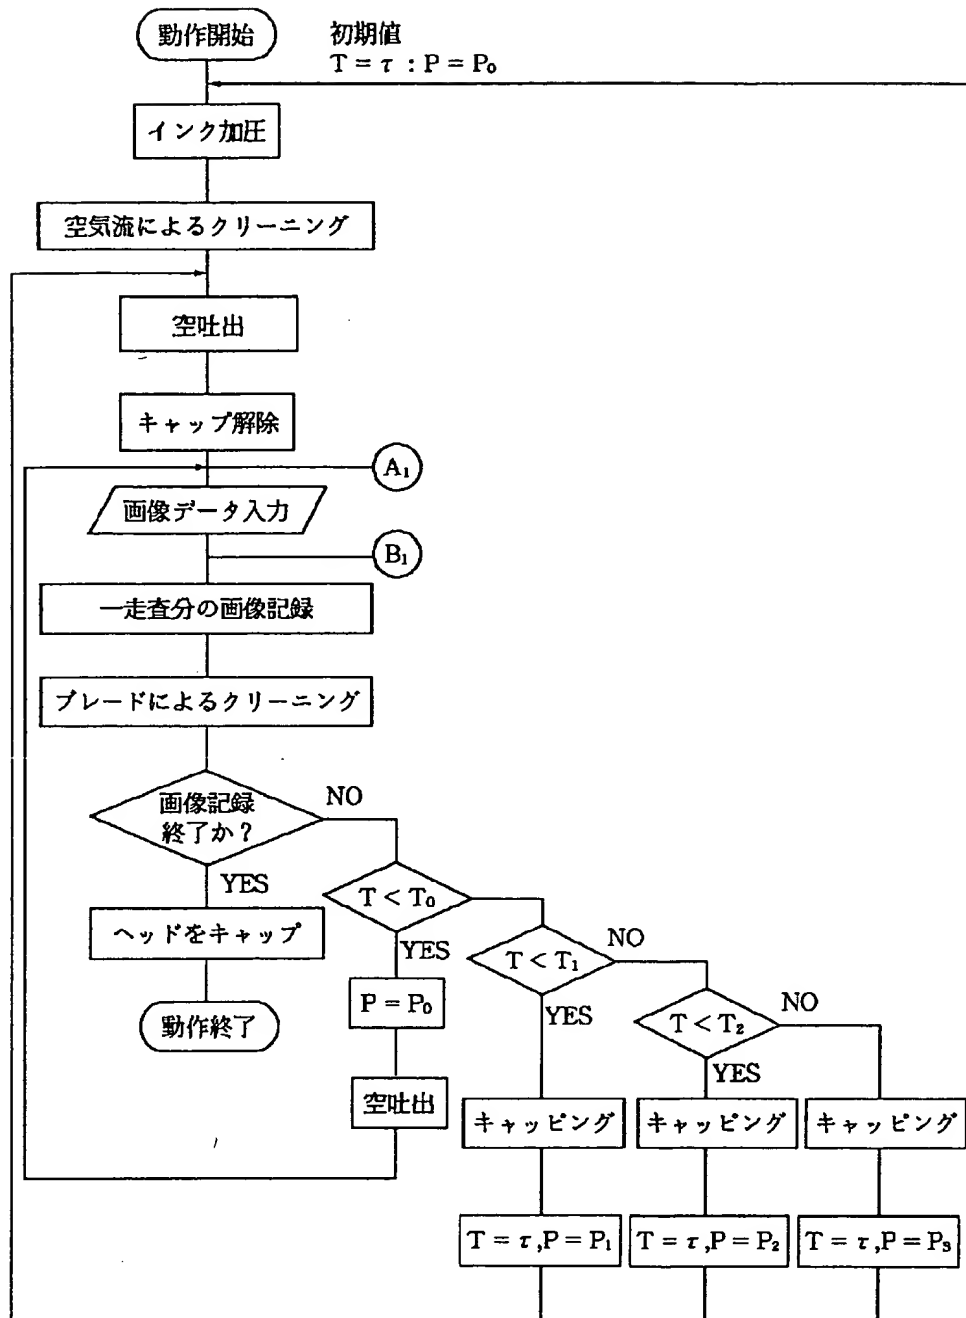 動作開始
初期値
T = τ : P = P₀
インク加圧
空気流によるクリーニング
空吐出
キャップ解除
A₁
画像データ入力
B₁
一走査分の画像記録
ブレードによるクリーニング
画像記録
終了か?
NO
YES
T < T₀
YES
ヘッドをキャップ
T < T₁
NO
YES
P = P₀
動作終了
T < T₂
NO
YES
空吐出
キャッピング
キャッピング
キャッピング
T = τ ,P = P₁
T = τ ,P = P₂
T = τ ,P = P₃